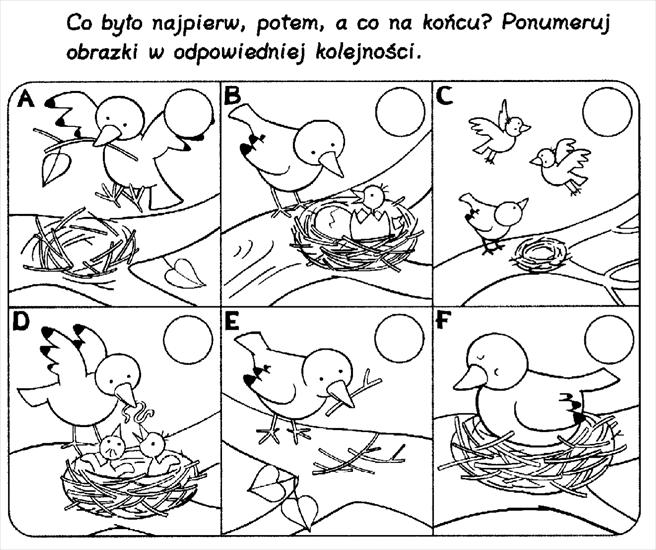 Co było najpierw, potem, a co na końcu? Ponumeruj
obrazki w odpowiedniej kolejności.
A
B
C
D
E
F